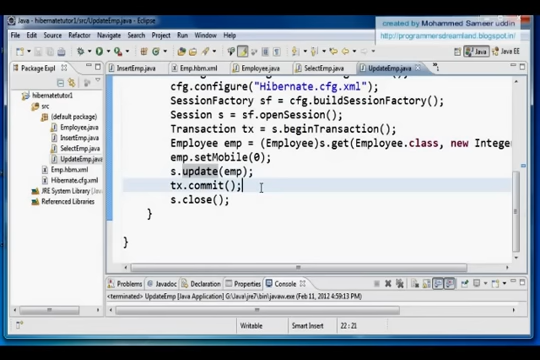 Java - hibernatetutor1/src/UpdateEmp.java - Eclipse
created by Mohammed Sameer uddin
http://programmersdreamland.blogspot.in/
File Edit Source Refactor Navigate Search Project Run Window Help
Java Java EE
Package Expl
InsertEmp.java Emp.hbm.xml Employee.java SelectEmp.java UpdateEmp.java
hibernatetutor1
src
(default package)
Employee.java
InsertEmp.java
SelectEmp.java
UpdateEmp.java
Emp.hbm.xml
Hibernate.cfg.xml
JRE System Library [Ja
Referenced Libraries
cfg.configure("Hibernate.cfg.xml");
SessionFactory sf = cfg.buildSessionFactory();
Session s = sf.openSession();
Transaction tx = s.beginTransaction();
Employee emp = (Employee)s.get(Employee.class, new Integer
emp.setMobile(0);
s.update(emp);
tx.commit();
s.close();
}
}
Problems Javadoc Declaration Properties Console
<terminated> UpdateEmp [Java Application] G:\Java\jre7\bin\javaw.exe (Feb 11, 2012 4:59:13 PM)
Writable Smart Insert 22 : 21